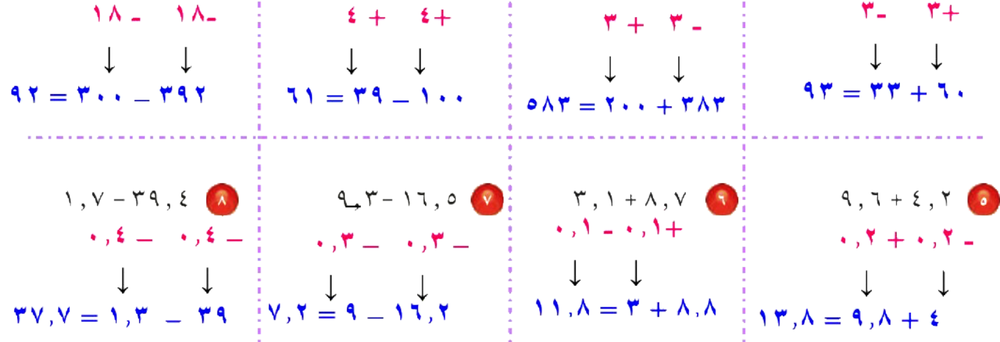 +٣ -٣
٦٠ + ٣٣ = ٩٣
- ٣ + ٣
٣٨٣ + ٢٠٠ = ٥٨٣
+٤ + ٤
١٠٠ – ٣٩ = ٦١
-١٨ - ١٨
٣٩٢ – ٣٠٠ = ٩٢
٥ ٤,٢ + ٩,٦
- ٠,٢ + ٠,٢
٤ + ٩,٨ = ١٣,٨
٦ ٨,٧ + ٣,١
+٠,١ - ٠,١
٨,٨ + ٣ = ١١,٨
٧ ١٦,٥ – ٩,٣
– ٠,٣ – ٠,٣
١٦,٢ – ٩ = ٧,٢
٨ ٣٩,٤ – ١,٧
– ٠,٤ – ٠,٤
٣٩ – ١,٣ = ٣٧,٧